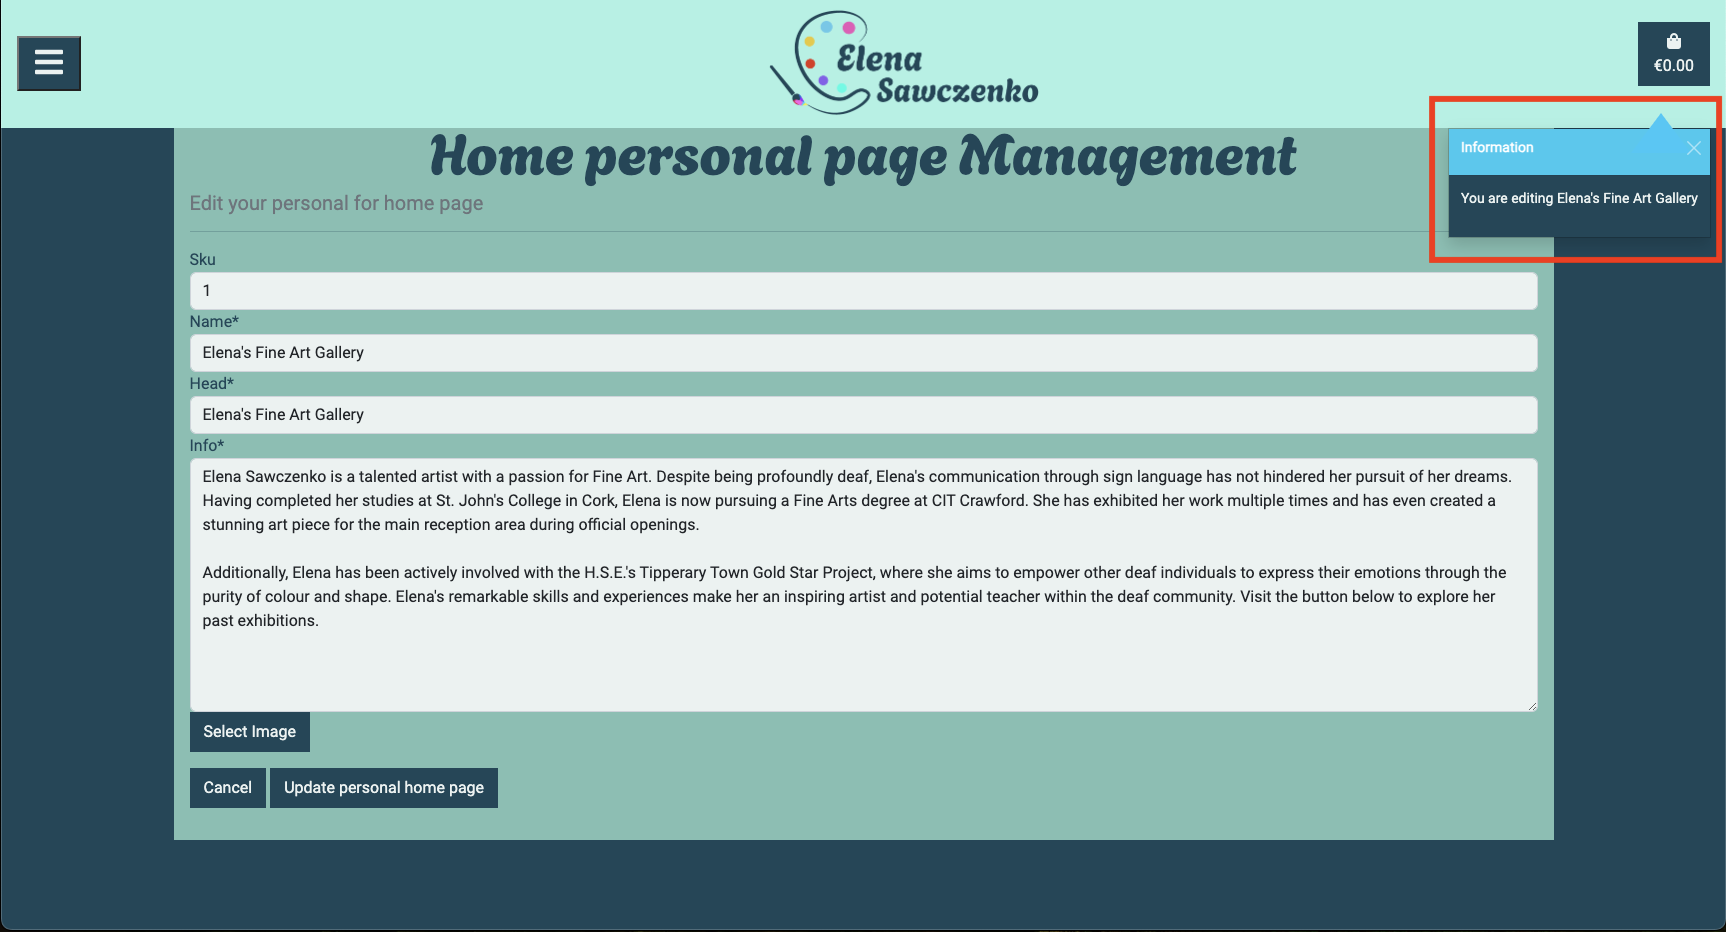 Elena
Sawczenko
€0.00
Home personal page Management
Edit your personal for home page
Information
You are editing Elena's Fine Art Gallery
Sku
1
Name*
Elena's Fine Art Gallery
Head*
Elena's Fine Art Gallery
Info*
Elena Sawczenko is a talented artist with a passion for Fine Art. Despite being profoundly deaf, Elena's communication through sign language has not hindered her pursuit of her dreams.
Having completed her studies at St. John's College in Cork, Elena is now pursuing a Fine Arts degree at CIT Crawford. She has exhibited her work multiple times and has even created a
stunning art piece for the main reception area during official openings.
Additionally, Elena has been actively involved with the H.S.E.'s Tipperary Town Gold Star Project, where she aims to empower other deaf individuals to express their emotions through the
purity of colour and shape. Elena's remarkable skills and experiences make her an inspiring artist and potential teacher within the deaf community. Visit the button below to explore her
past exhibitions.
Select Image
Cancel
Update personal home page